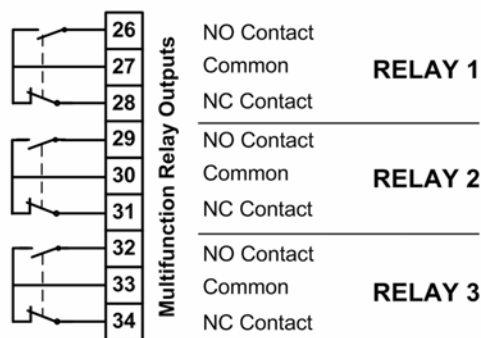 26 NO Contact
27 Common RELAY 1
28 NC Contact
29 NO Contact
30 Common RELAY 2
31 NC Contact
32 NO Contact
33 Common RELAY 3
34 NC Contact
Multifunction Relay Outputs